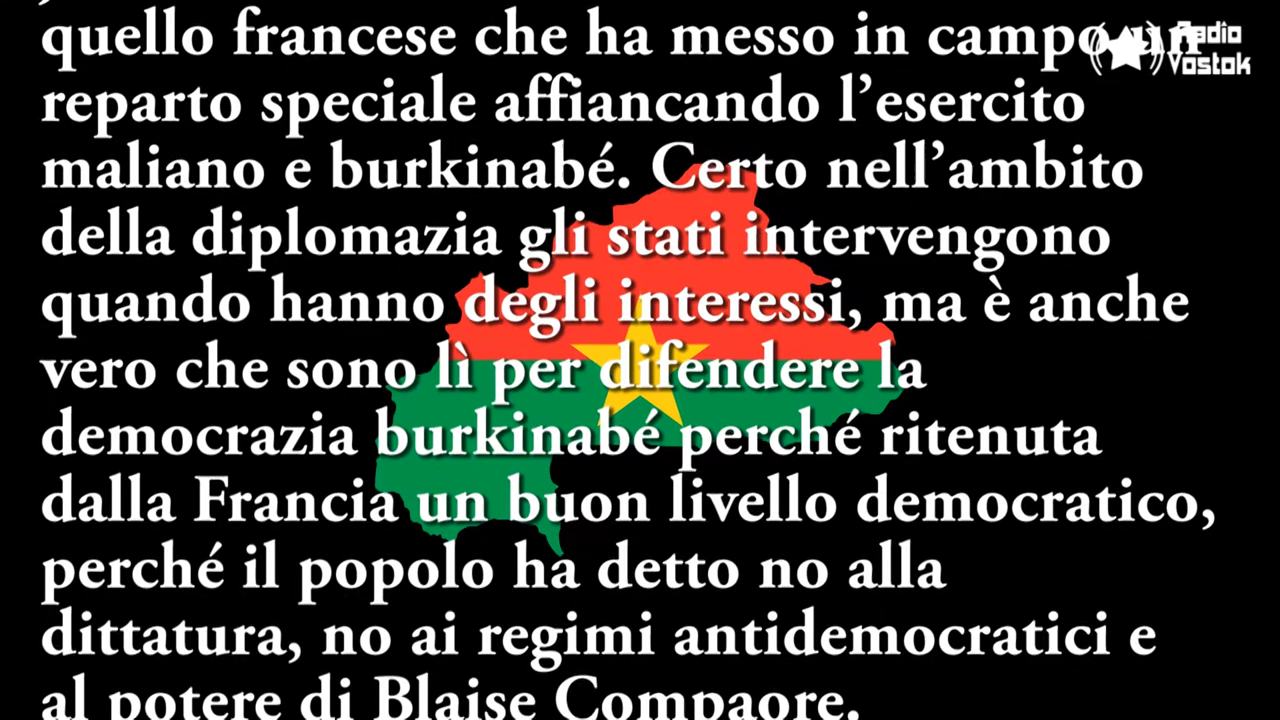 quello francese che ha messo in campo un
reparto speciale affiancando l’esercito
maliano e burkinabé. Certo nell’ambito
della diplomazia gli stati intervengono
quando hanno degli interessi, ma è anche
vero che sono lì per difendere la
democrazia burkinabé perché ritenuta
dalla Francia un buon livello democratico,
perché il popolo ha detto no alla
dittatura, no ai regimi antidemocratici e
al potere di Blaise Compaore.
Radio
Vostok